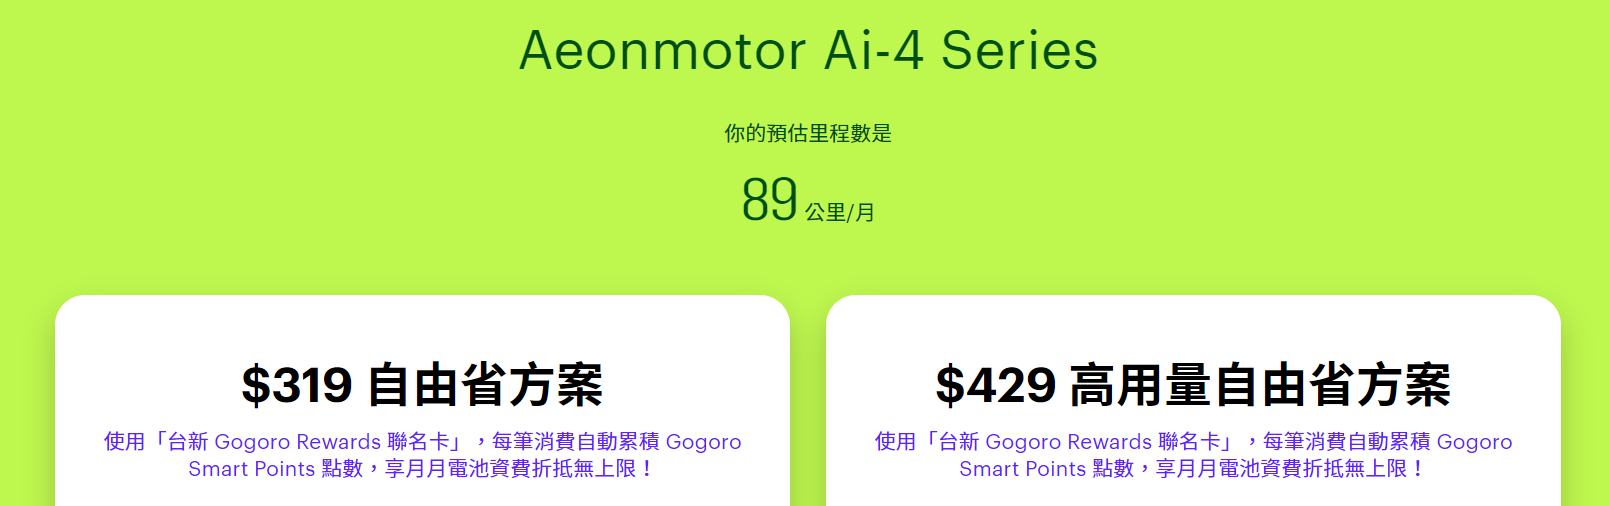 Aeonmotor Ai-4 Series
你的預估里程數是
89 公里/月
$319 自由省方案
使用「台新 Gogoro Rewards 聯名卡」，每筆消費自動累積 Gogoro
Smart Points 點數，享月月電池資費折抵無上限！
$429 高用量自由省方案
使用「台新 Gogoro Rewards 聯名卡」，每筆消費自動累積 Gogoro
Smart Points 點數，享月月電池資費折抵無上限！